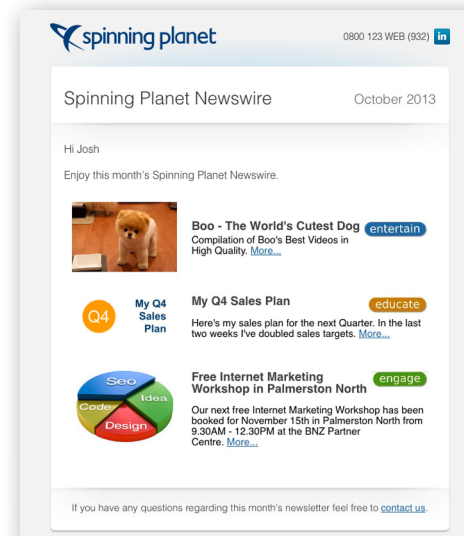 spinning planet
0800 123 WEB (932) in
Spinning Planet Newswire
October 2013
Hi Josh
Enjoy this month's Spinning Planet Newswire.
Boo - The World's Cutest Dog
entertain
Compilation of Boo's Best Videos in
High Quality. More...
Q4
My Q4
Sales
Plan
My Q4 Sales Plan
educate
Here's my sales plan for the next Quarter. In the last
two weeks I've doubled sales targets. More...
Seo
Idea
Code
Design
Free Internet Marketing
Workshop in Palmerston North
engage
Our next free Internet Marketing Workshop has been
booked for November 15th in Palmerston North from
9.30AM - 12.30PM at the BNZ Partner
Centre. More...
If you have any questions regarding this month's newsletter feel free to contact us.